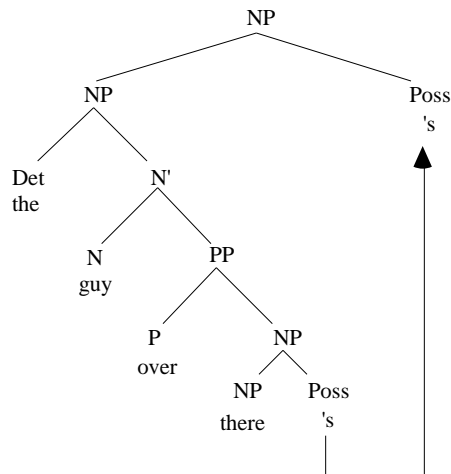 NP
NP Poss
's
Det N'
the
N PP
guy
P NP
over
NP Poss
there 's